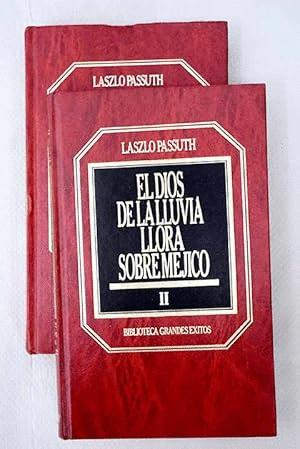 LASZLO PASSUTH
LASZLO PASSUTH
EL DIOS
DE LA LLUVIA
LLORA
SOBRE MEJICO
II
BIBLIOTECA GRANDES EXITOS